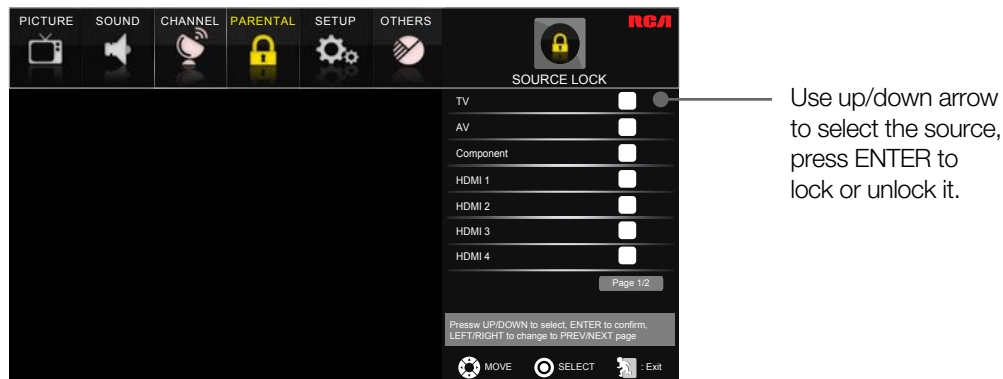 PICTURE SOUND CHANNEL PARENTAL SETUP OTHERS
RCA
SOURCE LOCK
TV
AV
Component
HDMI 1
HDMI 2
HDMI 3
HDMI 4
Page 1/2
Pressw UP/DOWN to select, ENTER to confirm,
LEFT/RIGHT to change to PREV/NEXT page
MOVE SELECT : Exit
Use up/down arrow
to select the source,
press ENTER to
lock or unlock it.